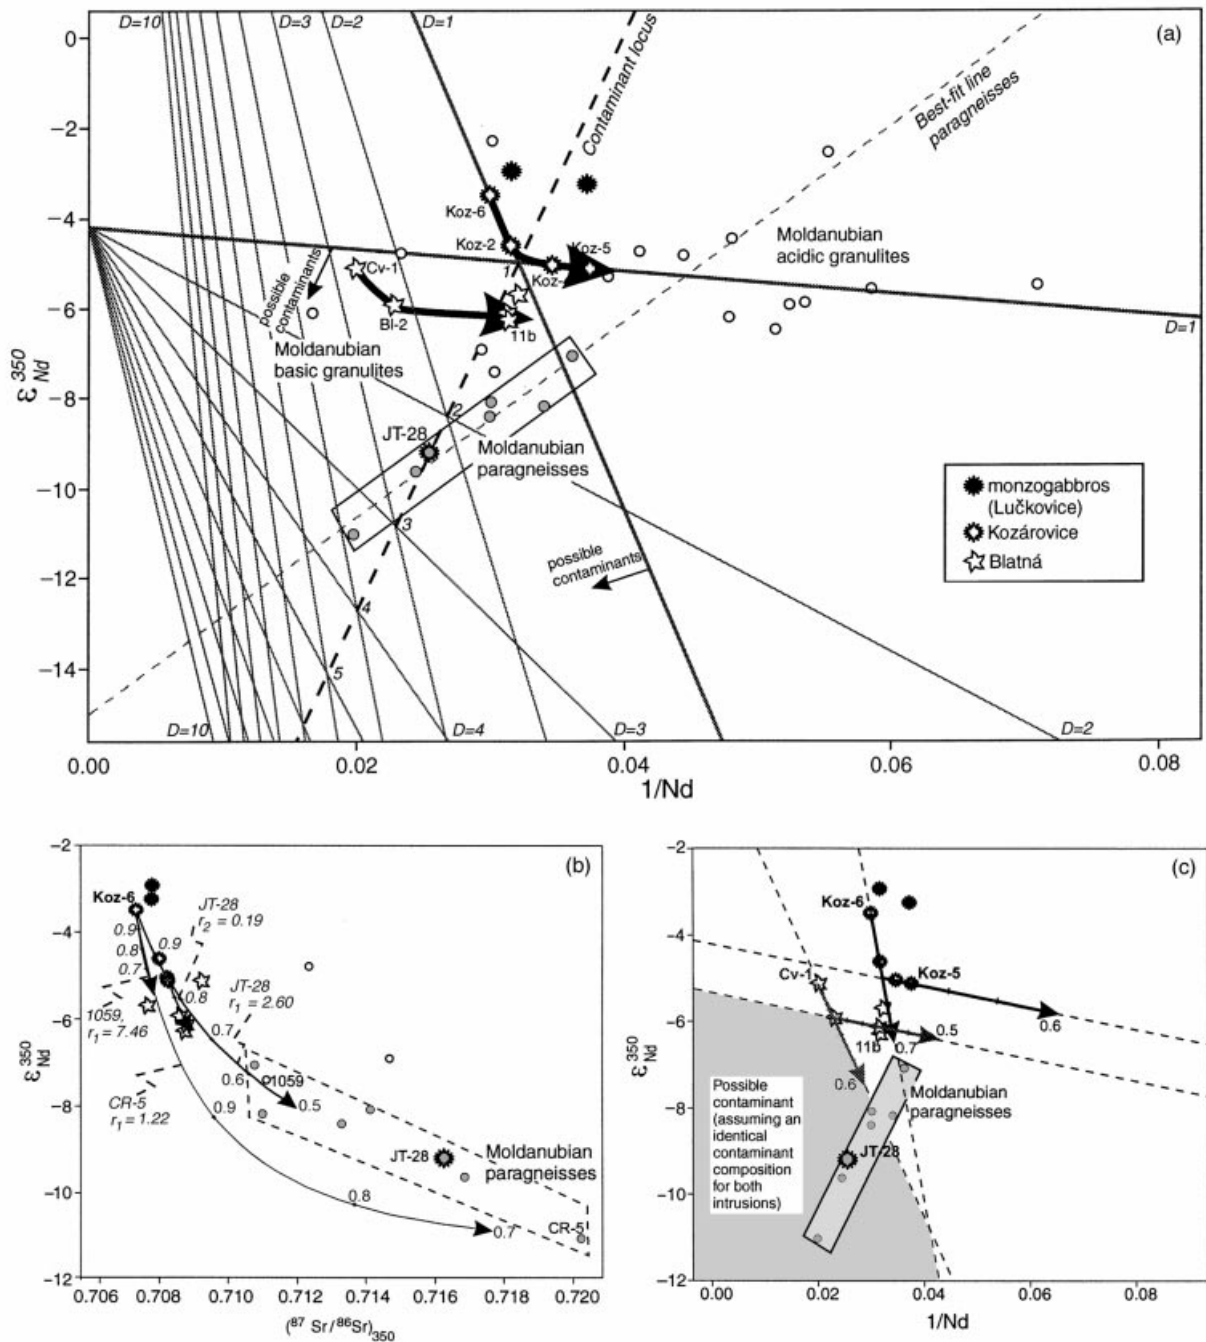 (a)
D=10
D=3
D=2
D=1
0
−2
−4
−6
−8
−10
−12
−14
ε 350 Nd
Contaminant locus
Best-fit line
paragneisses
Koz-6
Koz-2
Koz-5
Moldanubian
acidic granulites
1
Cv-1
possible
contaminants
Bl-2
11b
D=1
Moldanubian
basic granulites
2
JT-28
Moldanubian
paragneisses
3
monzogabbros
(Lučkovice)
Kozárovice
Blatná
possible
contaminants
4
5
D=10
D=4
D=3
D=2
0.00
0.02
0.04
0.06
0.08
1/Nd
(b)
−2
−4
−6
−8
−10
−12
ε 350 Nd
Koz-6
JT-28
r2 = 0.19
0.9
0.9
0.8
0.7
0.8
JT-28
r1 = 2.60
1059,
r1 = 7.46
0.7
0.6
1059
0.5
CR-5
r1 = 1.22
0.9
JT-28
Moldanubian
paragneisses
0.8
0.7
CR-5
0.706
0.708
0.710
0.712
0.714
0.716
0.718
0.720
(87 Sr/86Sr)350
(c)
−2
−4
−6
−8
−10
−12
ε 350 Nd
Koz-6
Cv-1
Koz-5
0.6
0.5
11b
0.7
0.6
Possible
contaminant
(assuming an
identical
contaminant
composition
for both
intrusions)
Moldanubian
paragneisses
JT-28
0.00
0.02
0.04
0.06
0.08
1/Nd